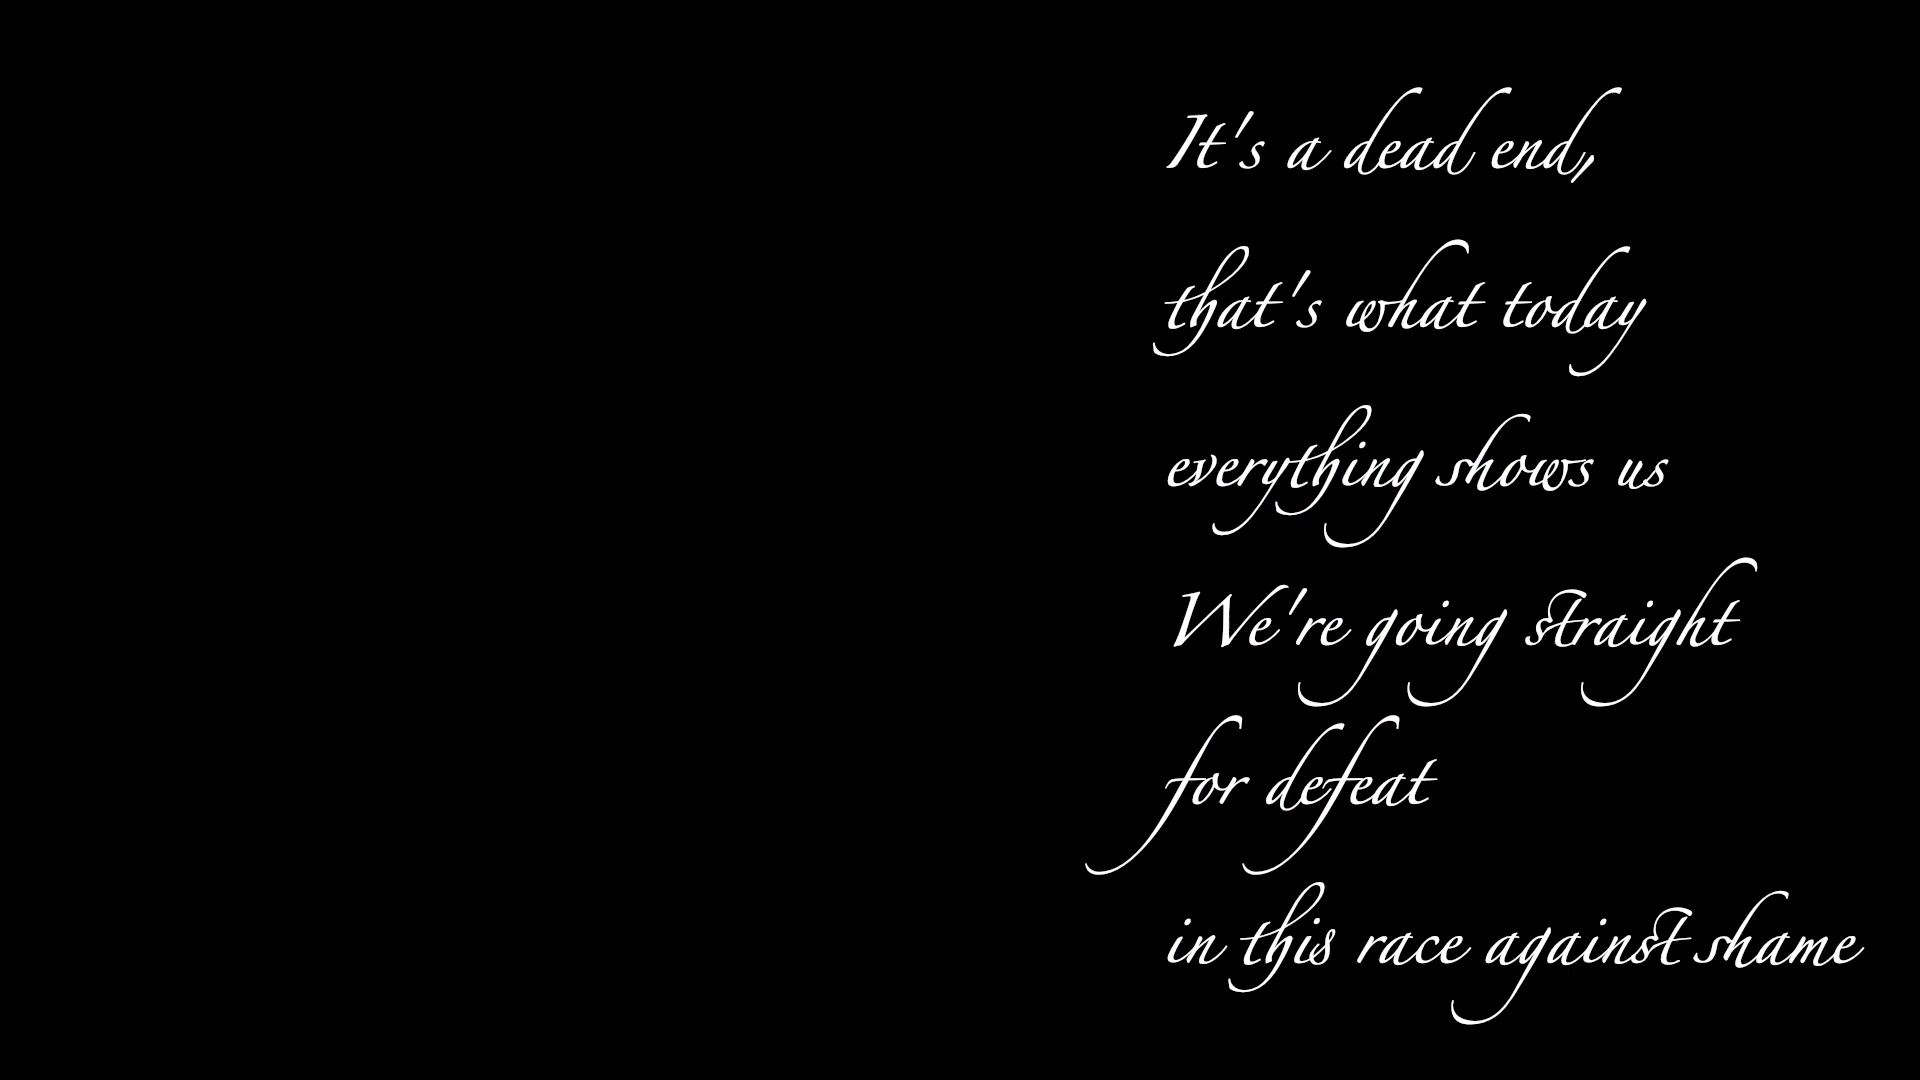 It's a dead end,
that's what today
everything shows us
We're going straight
for defeat
in this race against shame